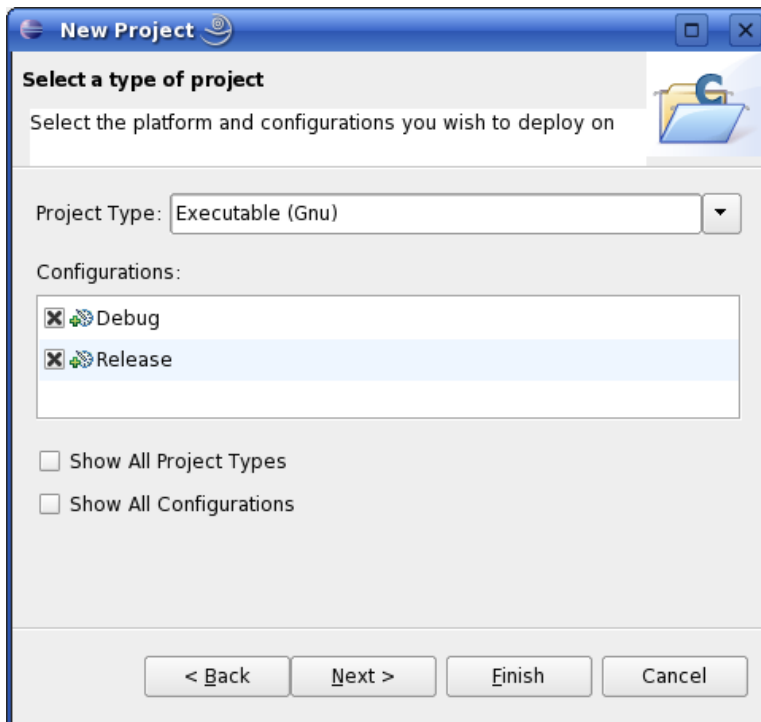 New Project
Select a type of project
Select the platform and configurations you wish to deploy on
Project Type: Executable (Gnu)
Configurations:
Debug
Release
Show All Project Types
Show All Configurations
< Back Next > Finish Cancel